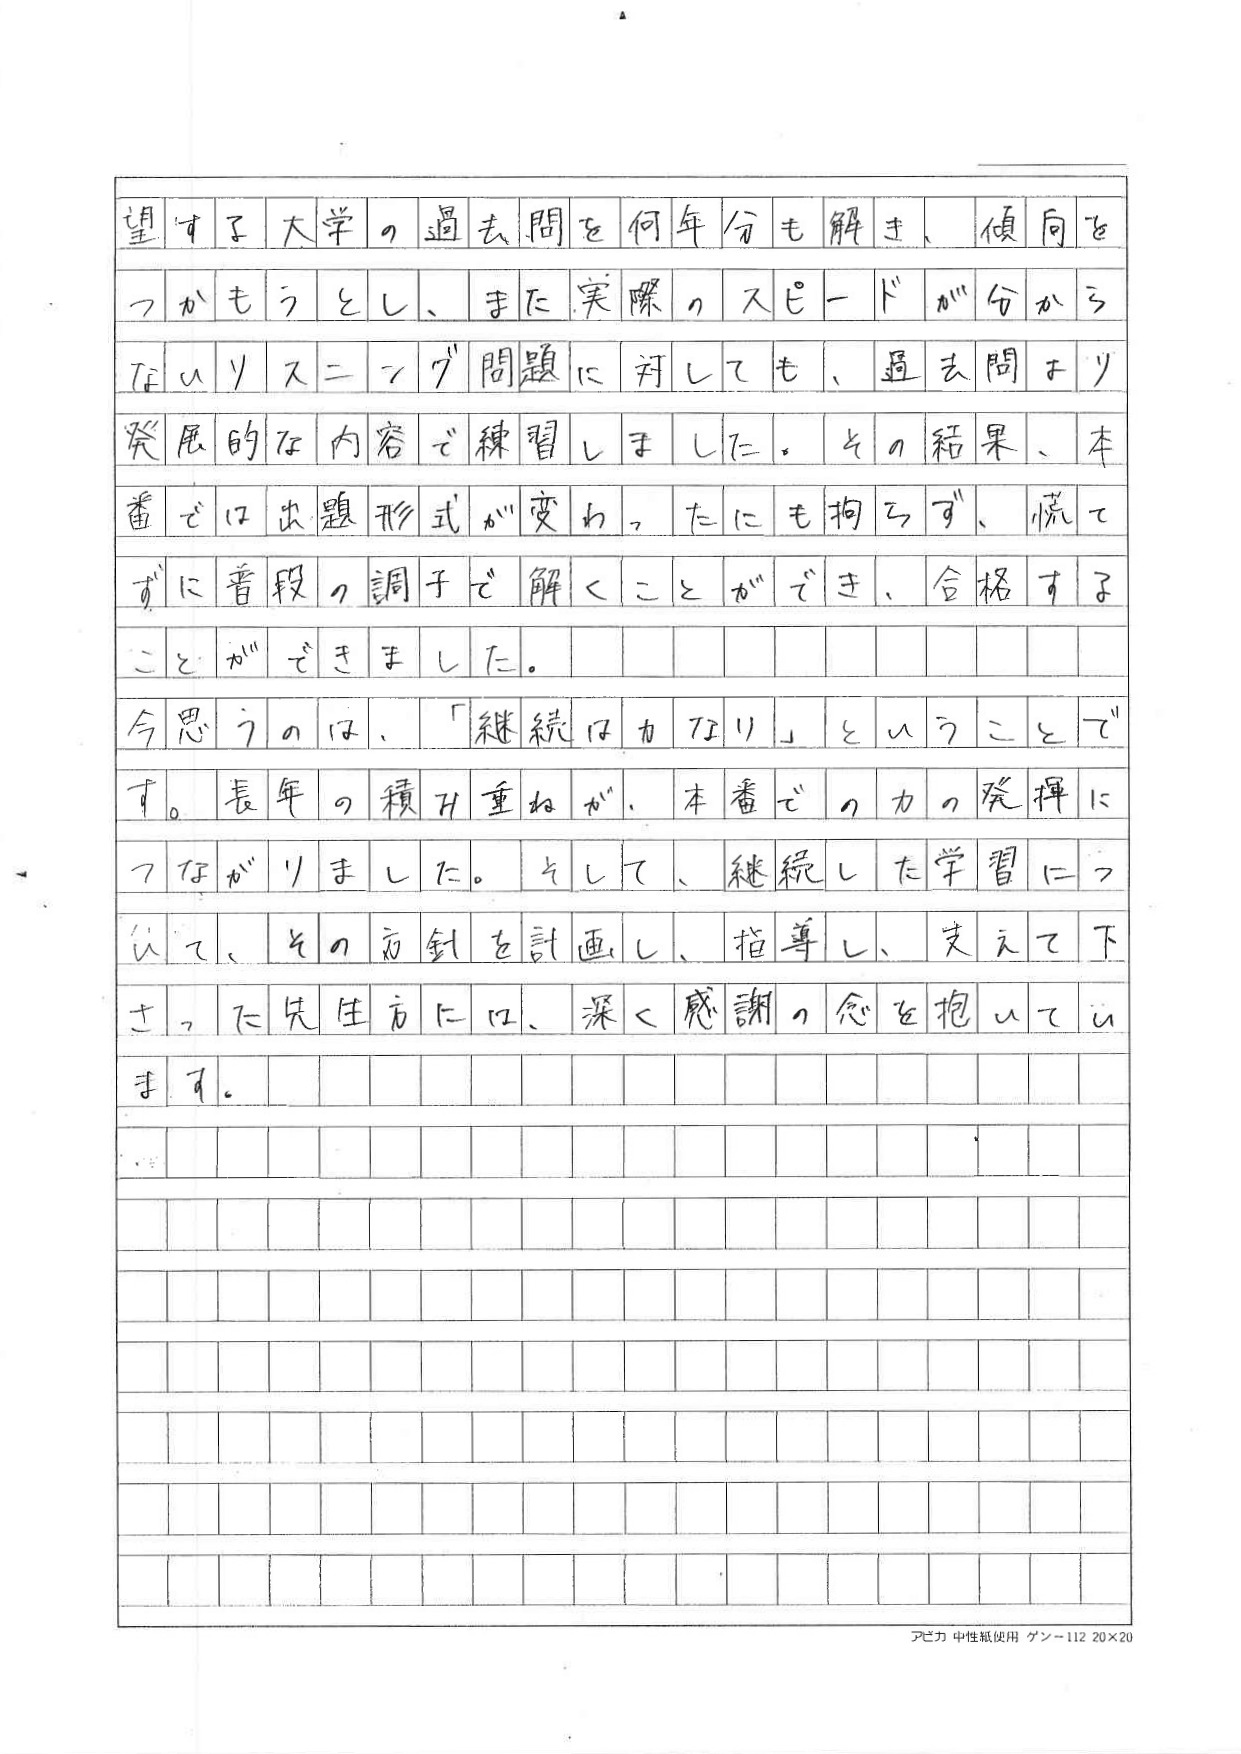 望する大学の過去問を何年分も解き、傾向を
つかもうとし、また実際のスピードが分から
ないリスニング問題に対しても、過去問より
発展的な内容で練習しました。その結果、本
番では出題形式が変わったにも拘らず、慌て
ずに普段の調子で解くことができ、合格する
ことができました。
今思うのは、「継続は力なり」ということで
す。長年の積み重ねが、本番での力の発揮に
つながりました。そして、継続した学習につ
いて、その方針を計画し、指導し、支えて下
さった先生方には、深く感謝の念を抱いてい
ます。
アピカ 中性紙使用 ゲンー112 20×20